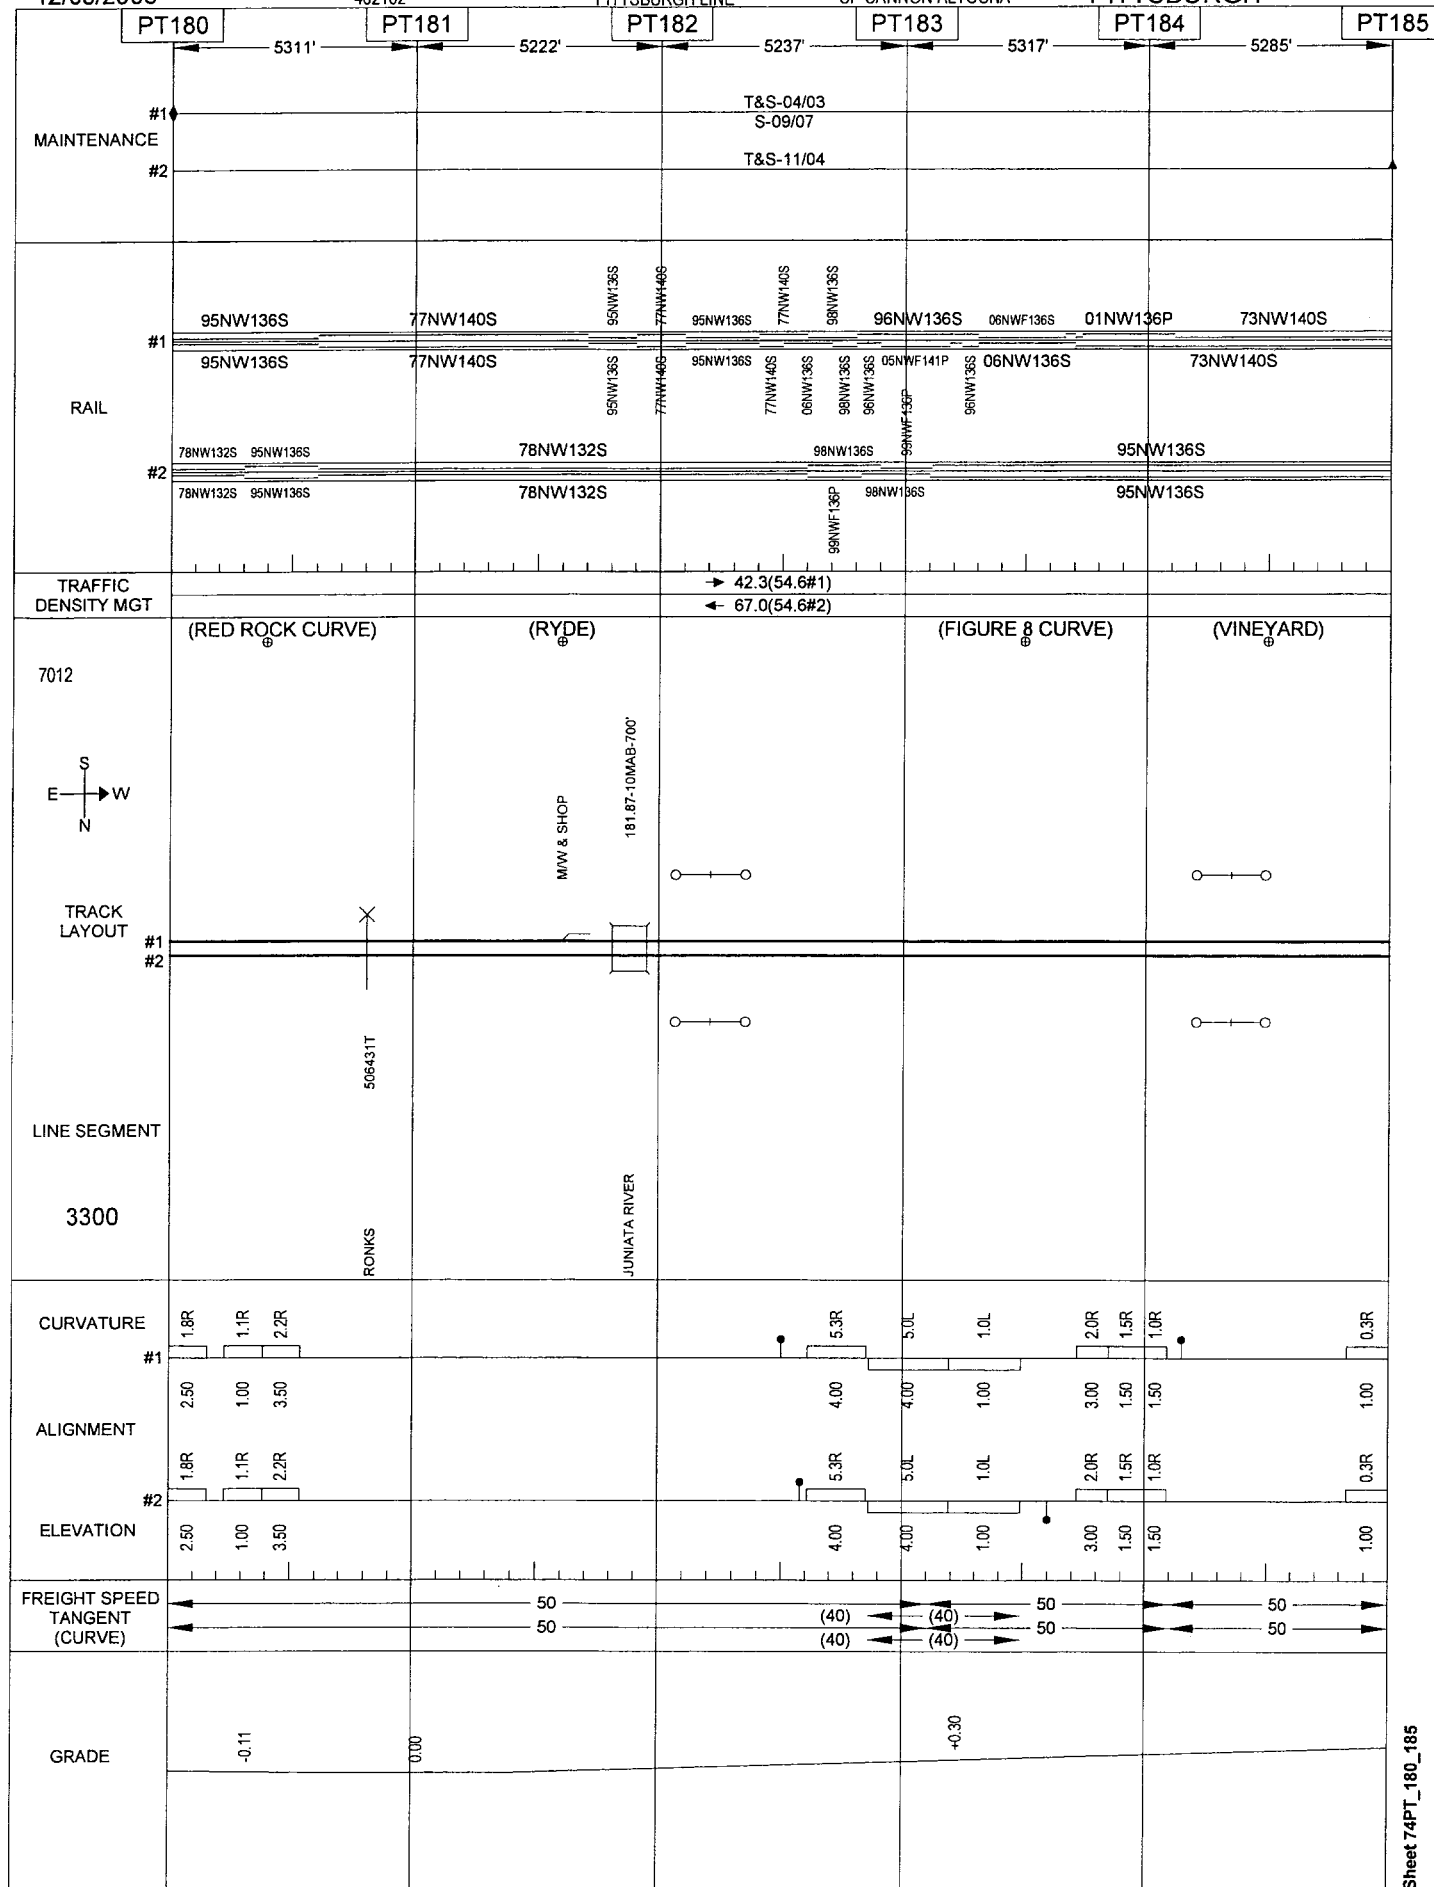 PT180 PT181 PT182 PT183 PT184 PT185
5311' 5222' 5237' 5317' 5285'
MAINTENANCE
#1
T&S-04/03
S-09/07
#2
T&S-11/04
RAIL
95NW136S 77NW140S 95NW136S 77NW140S 95NW136S 77NW140S 98NW136S 96NW136S 06NWF136S 01NW136P 73NW140S
#1
95NW136S 77NW140S 95NW136S 77NW140S 95NW136S 77NW140S 06NW136S 98NW136S 96NW136S 05NWF141P 99NWF136P 96NW136S 06NW136S 73NW140S
78NW132S 95NW136S 78NW132S 98NW136S 95NW136S
#2
78NW132S 95NW136S 78NW132S 99NWF136P 98NW136S 95NW136S
TRAFFIC
DENSITY MGT
→ 42.3(54.6#1)
← 67.0(54.6#2)
(RED ROCK CURVE) (RYDE) (FIGURE 8 CURVE) (VINEYARD)
7012
S
E W
N
M/W & SHOP
181.87-10MAB-700'
TRACK
LAYOUT
#1
#2
506431T
LINE SEGMENT
3300
RONKS
JUNIATA RIVER
CURVATURE
#1
1.8R 1.1R 2.2R 5.3R 5.0L 1.0L 2.0R 1.5R 1.0R 0.3R
2.50 1.00 3.50 4.00 4.00 1.00 3.00 1.50 1.50 1.00
ALIGNMENT
#2
1.8R 1.1R 2.2R 5.3R 5.0L 1.0L 2.0R 1.5R 1.0R 0.3R
ELEVATION
2.50 1.00 3.50 4.00 4.00 1.00 3.00 1.50 1.50 1.00
FREIGHT SPEED
TANGENT
(CURVE)
50 50 50
(40) (40)
50 50 50
(40) (40)
GRADE
-0.11 0.00 +0.30
Sheet 74PT_180_185